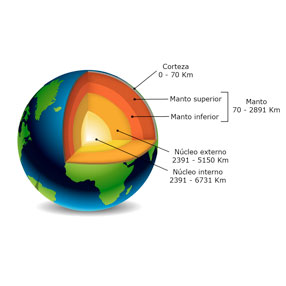 Corteza
0 - 70 Km
Manto superior
Manto
70 - 2891 Km
Manto inferior
Núcleo externo
2391 - 5150 Km
Núcleo interno
2391 - 6731 Km